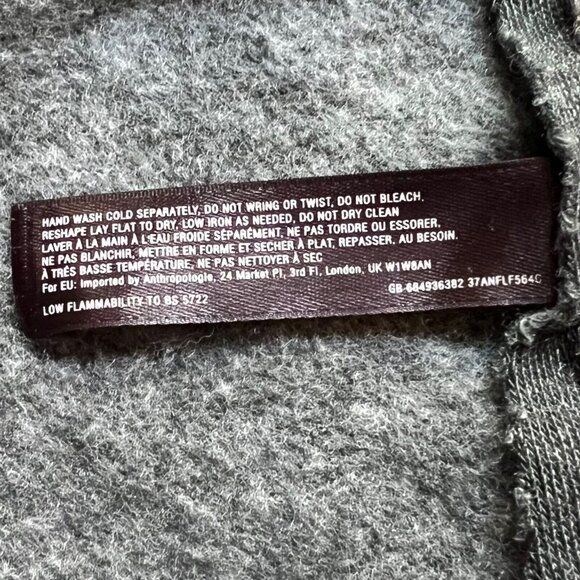 HAND WASH COLD SEPARATELY, DO NOT WRING OR TWIST, DO NOT BLEACH.
RESHAPE LAY FLAT TO DRY, LOW IRON AS NEEDED, DO NOT DRY CLEAN
LAVER À LA MAIN À L'EAU FROIDE SÉPARÉMENT, NE PAS TORDRE OU ESSORER,
NE PAS BLANCHIR, METTRE EN FORME ET SECHER À PLAT, REPASSER, AU BESOIN.
À TRÉS BASSE TEMPÉRATURE, NE PAS NETTOYER À SEC
For EU: Imported by Anthropologie, 24 Market Pl, 3rd Fl, London, UK W1W8AN
GB 684936382 37ANFLF564C
LOW FLAMMABILITY TO BS 5722